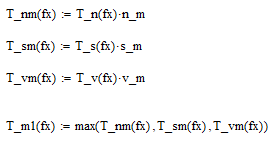 T_nm(fx) := T_n(fx)·n_m
T_sm(fx) := T_s(fx)·s_m
T_vm(fx) := T_v(fx)·v_m
T_m1(fx) := max(T_nm(fx),T_sm(fx),T_vm(fx))